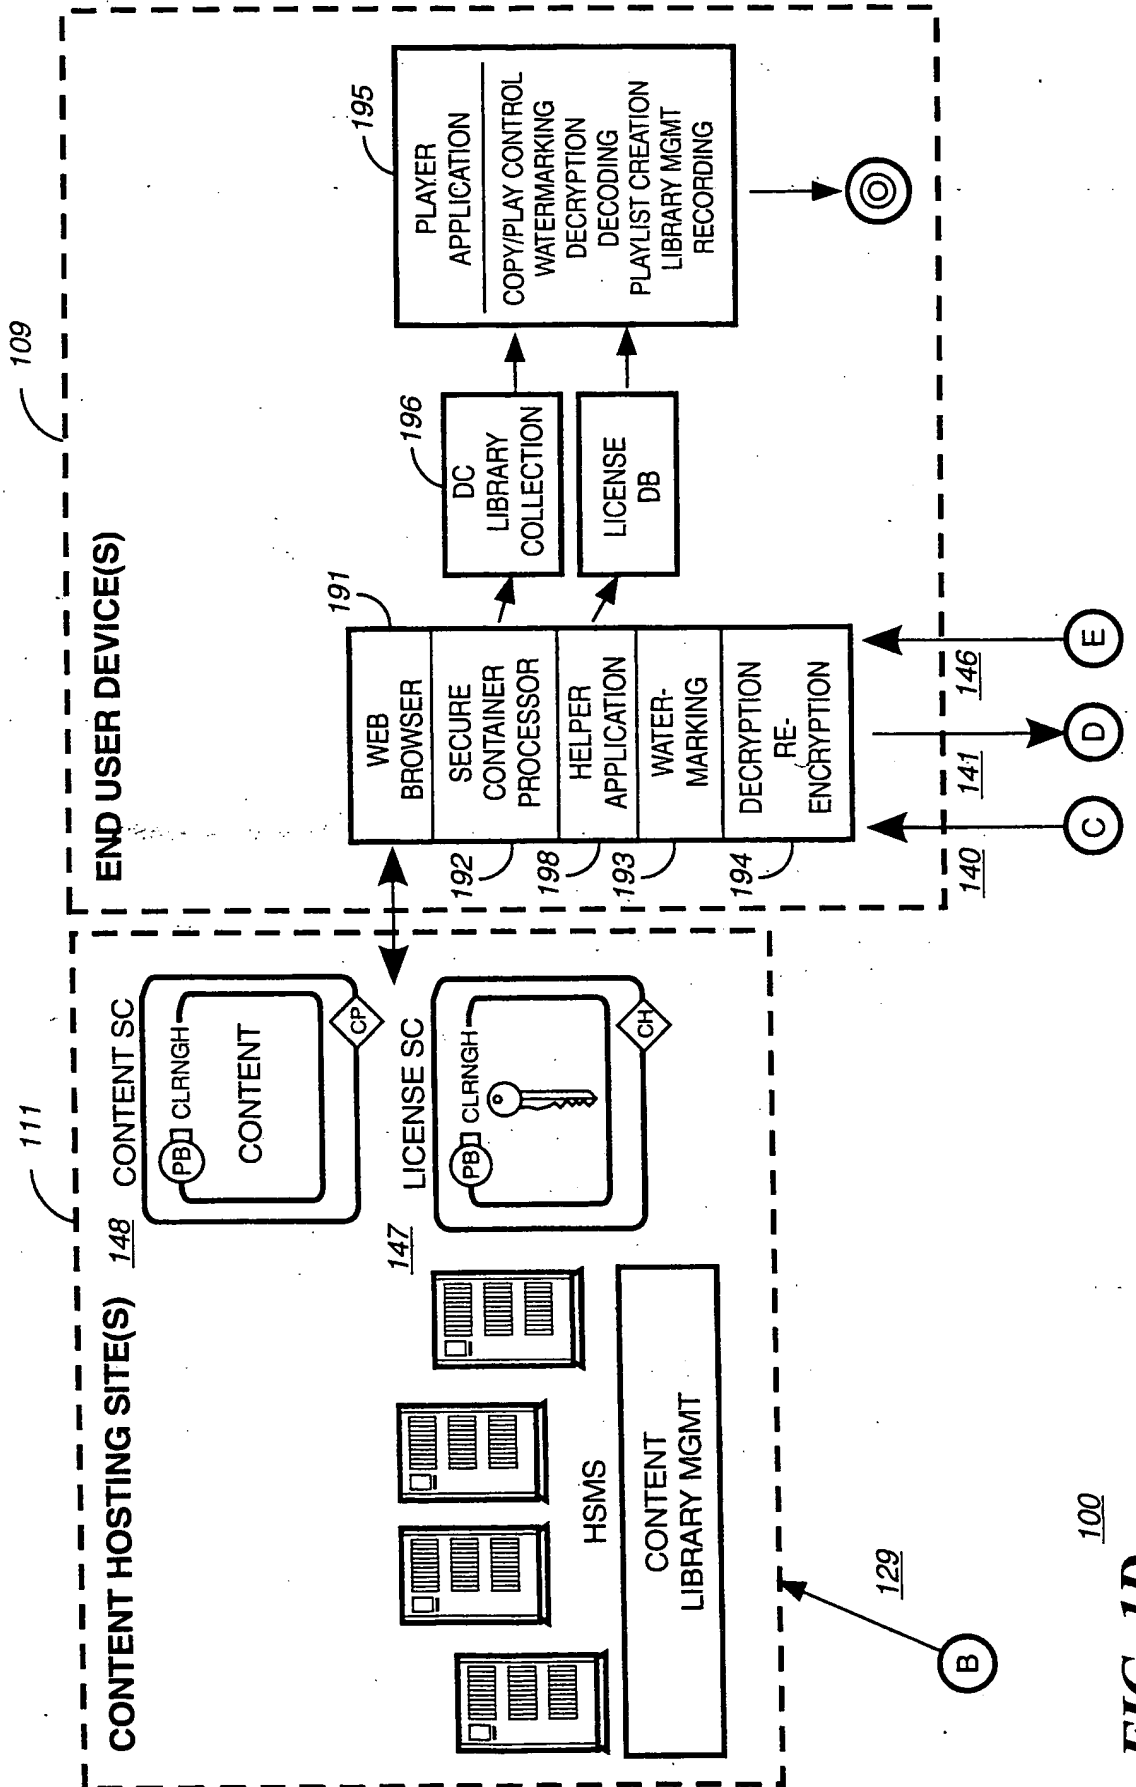 CONTENT HOSTING SITE(S)
111
148
CONTENT SC
PB
CLRNGH
CONTENT
CP
147
LICENSE SC
PB
CLRNGH
CH
HSMS
CONTENT
LIBRARY MGMT
B
129
END USER DEVICE(S)
109
191
WEB
BROWSER
SECURE
CONTAINER
PROCESSOR
192
HELPER
APPLICATION
198
WATER-
MARKING
193
DECRYPTION
RE-
ENCRYPTION
194
196
DC
LIBRARY
COLLECTION
LICENSE
DB
195
PLAYER
APPLICATION
COPY/PLAY CONTROL
WATERMARKING
DECRYPTION
DECODING
PLAYLIST CREATION
LIBRARY MGMT
RECORDING
140
141
146
C
D
E
100
FIG. 1D